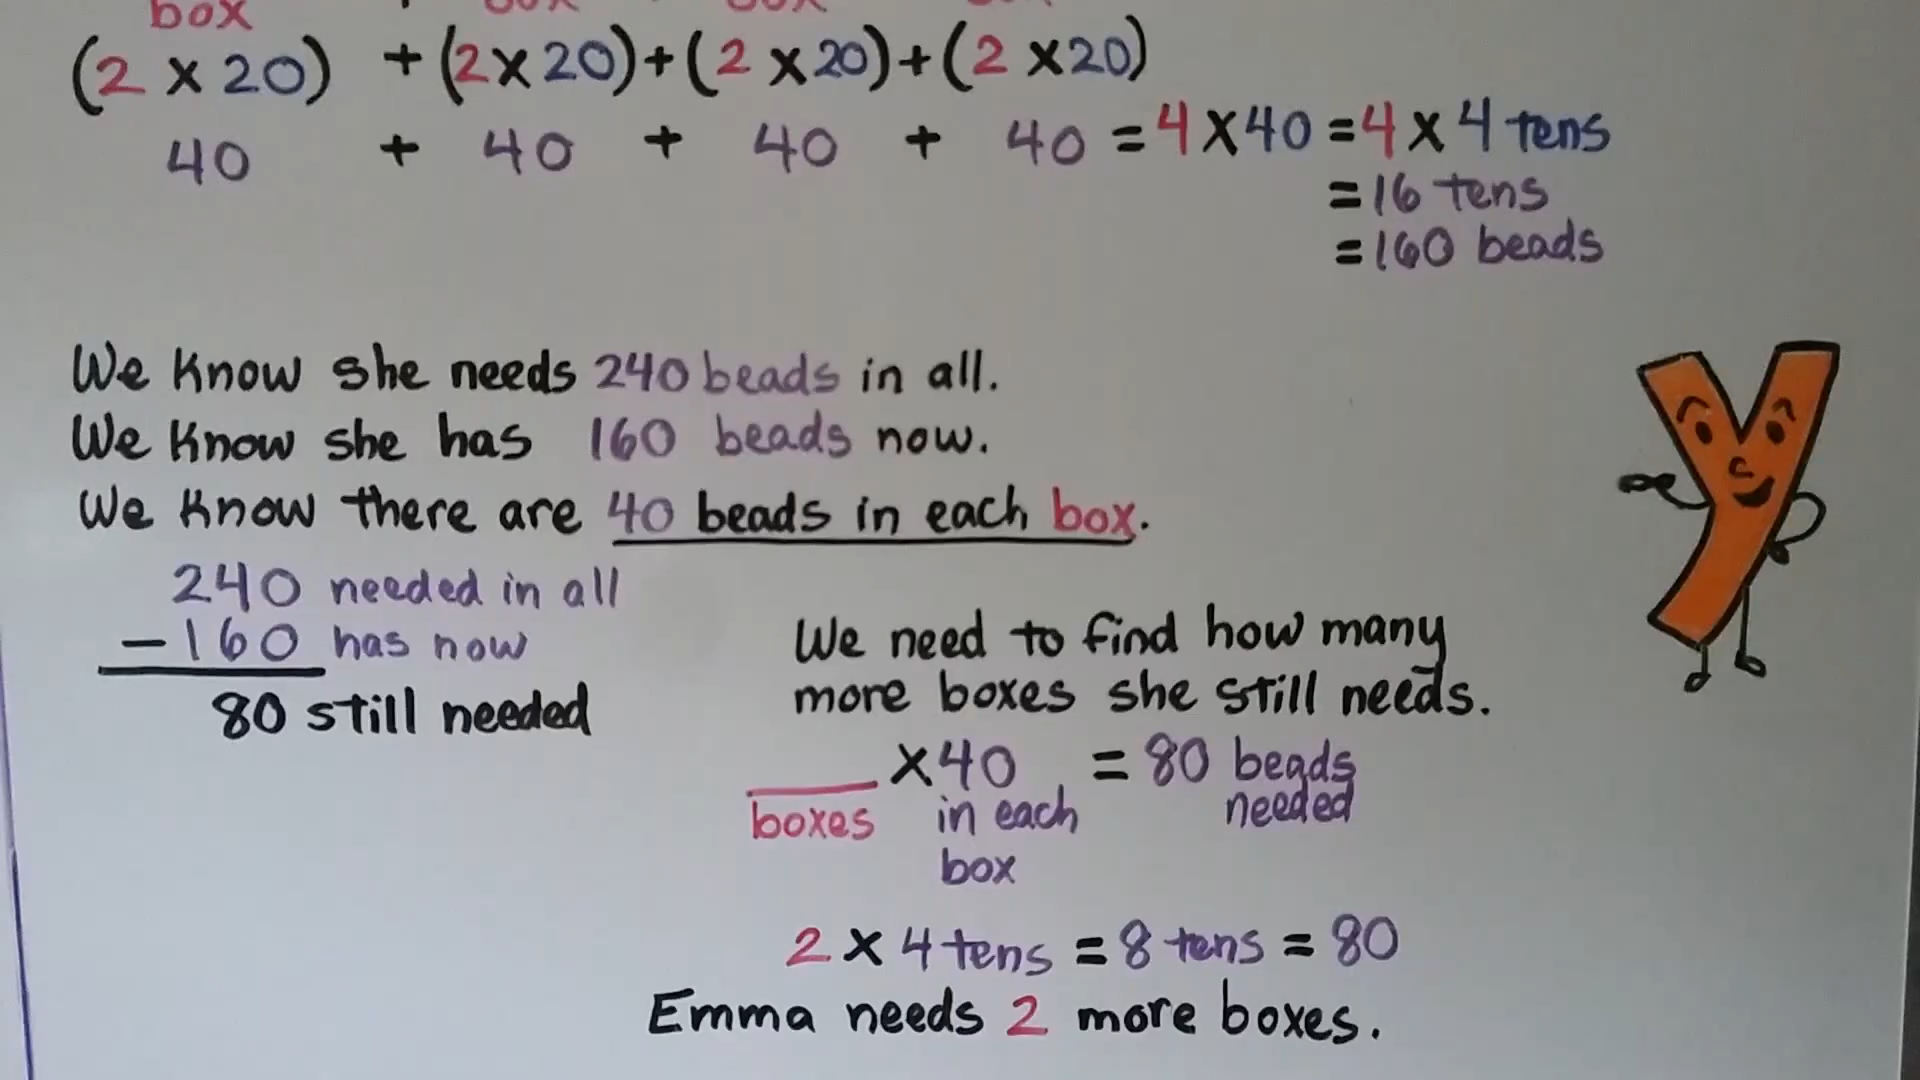 box
(2 x 20) + (2 x 20) + (2 x 20) + (2 x 20)
40 + 40 + 40 + 40 = 4 x 40 = 4 x 4 tens
= 16 tens
= 160 beads
We know she needs 240 beads in all.
We know she has 160 beads now.
We know there are 40 beads in each box.
240 needed in all
- 160 has now
80 still needed
We need to find how many
more boxes she still needs.
___ x 40 = 80 beads
boxes in each needed
box
2 x 4 tens = 8 tens = 80
Emma needs 2 more boxes.